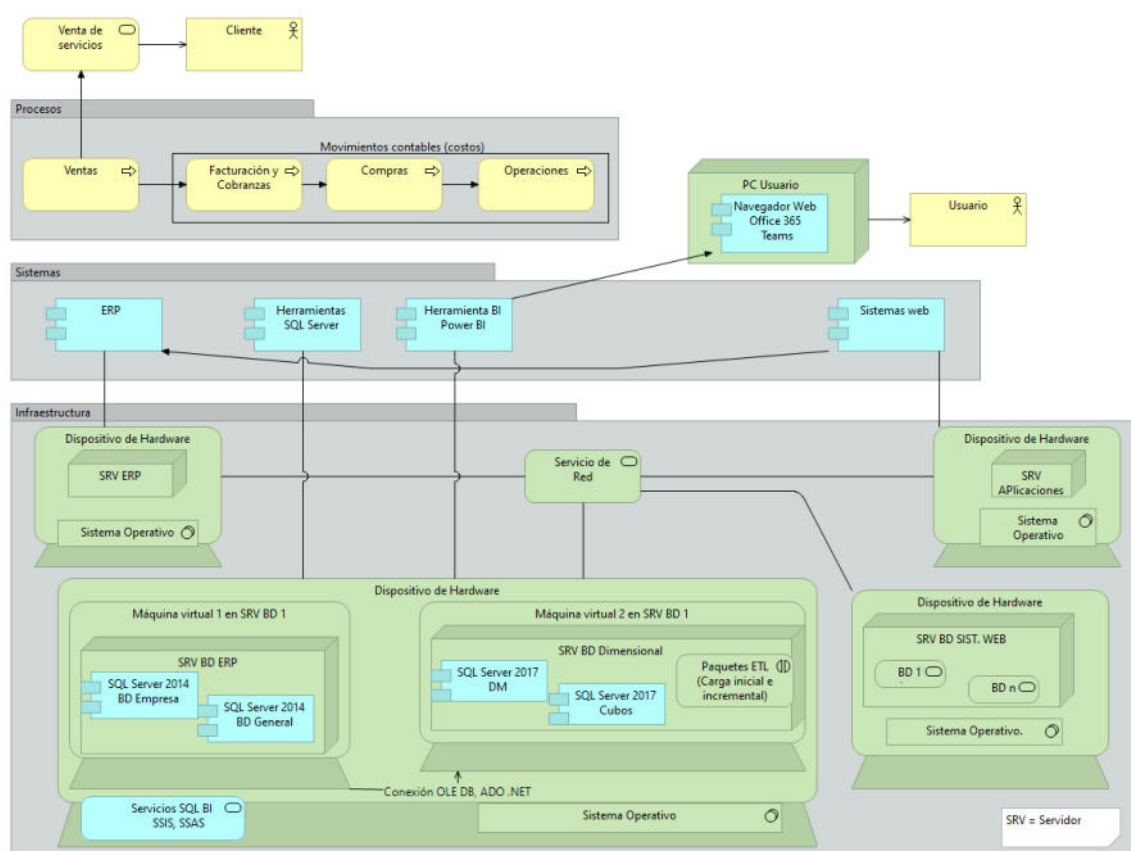 Venta de
servicios
Cliente
Procesos
Movimientos contables (costos)
Ventas
Facturación y
Cobranzas
Compras
Operaciones
PC Usuario
Navegador Web
Office 365
Teams
Usuario
Sistemas
ERP
Herramientas
SQL Server
Herramienta BI
Power BI
Sistemas web
Infraestructura
Dispositivo de Hardware
SRV ERP
Sistema Operativo
Servicio de
Red
Dispositivo de Hardware
SRV
APlicaciones
Sistema
Operativo
Dispositivo de Hardware
Máquina virtual 1 en SRV BD 1
SRV BD ERP
SQL Server 2014
BD Empresa
SQL Server 2014
BD General
Máquina virtual 2 en SRV BD 1
SRV BD Dimensional
SQL Server 2017
DM
SQL Server 2017
Cubos
Paquetes ETL
(Carga inicial e
incremental)
Dispositivo de Hardware
SRV BD SIST. WEB
BD 1
BD n
Sistema Operativo.
Conexión OLE DB, ADO .NET
Servicios SQL BI
SSIS, SSAS
Sistema Operativo
SRV = Servidor